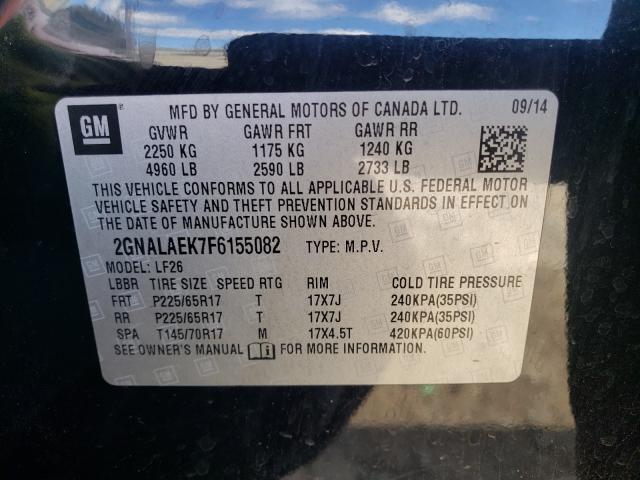 GM
MFD BY GENERAL MOTORS OF CANADA LTD. 09/14
GVWR GAWR FRT GAWR RR
2250 KG 1175 KG 1240 KG
4960 LB 2590 LB 2733 LB
THIS VEHICLE CONFORMS TO ALL APPLICABLE U.S. FEDERAL MOTOR
VEHICLE SAFETY AND THEFT PREVENTION STANDARDS IN EFFECT ON
THE DATE OF MANUFACTURE SHOWN ABOVE.
2GNALAEK7F6155082 TYPE: M.P.V.
MODEL: LF26
LBBR TIRE SIZE SPEED RTG RIM COLD TIRE PRESSURE
FRT P225/65R17 T 17X7J 240KPA(35PSI)
RR P225/65R17 T 17X7J 240KPA(35PSI)
SPA T145/70R17 M 17X4.5T 420KPA(60PSI)
SEE OWNER'S MANUAL FOR MORE INFORMATION.